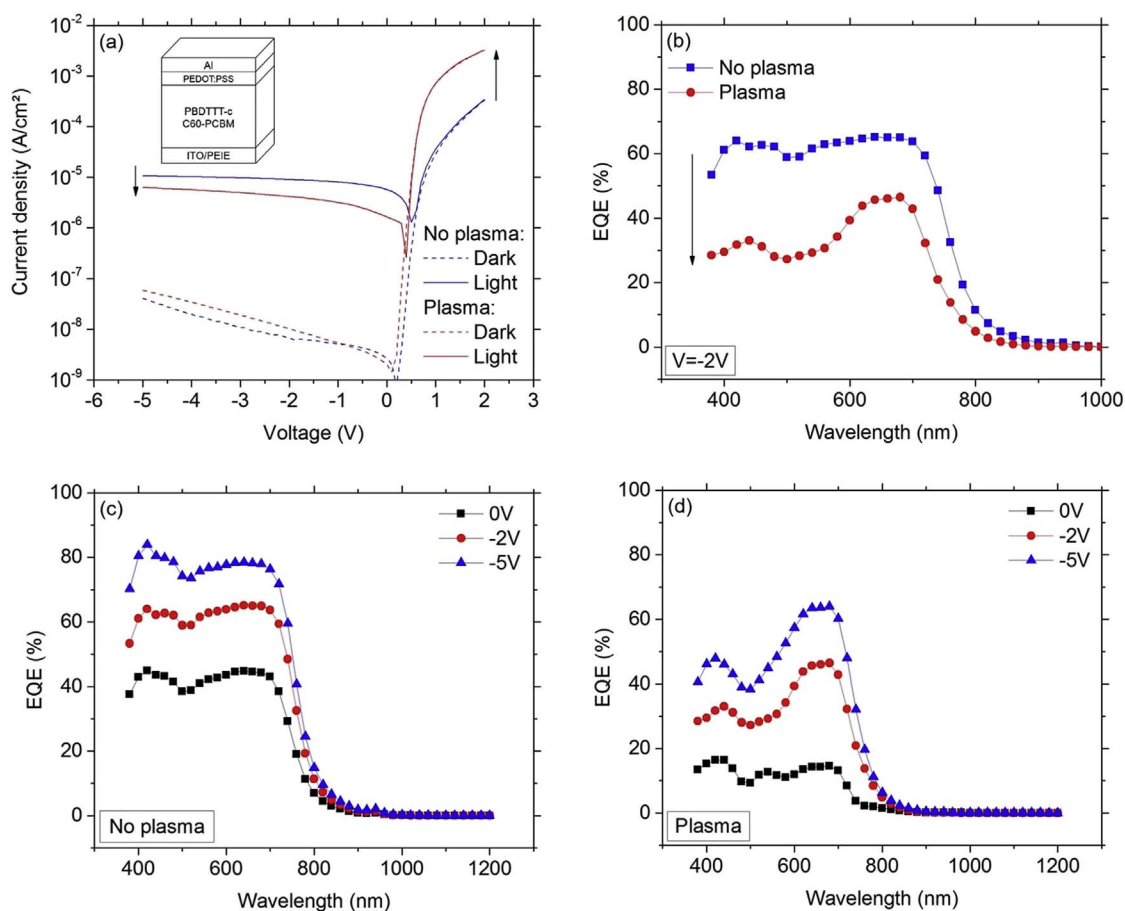 (a)
Al
PEDOT:PSS
PBDTTT-c
C60-PCBM
ITO/PEIE
No plasma:
Dark
Light
Plasma:
Dark
Light
Current density (A/cm²)
10⁻²
10⁻³
10⁻⁴
10⁻⁵
10⁻⁶
10⁻⁷
10⁻⁸
10⁻⁹
-6 -5 -4 -3 -2 -1 0 1 2 3
Voltage (V)
(b)
No plasma
Plasma
V=-2V
EQE (%)
100
80
60
40
20
0
400 600 800 1000
Wavelength (nm)
(c)
0V
-2V
-5V
No plasma
EQE (%)
100
80
60
40
20
0
400 600 800 1000 1200
Wavelength (nm)
(d)
0V
-2V
-5V
Plasma
EQE (%)
100
80
60
40
20
0
400 600 800 1000 1200
Wavelength (nm)